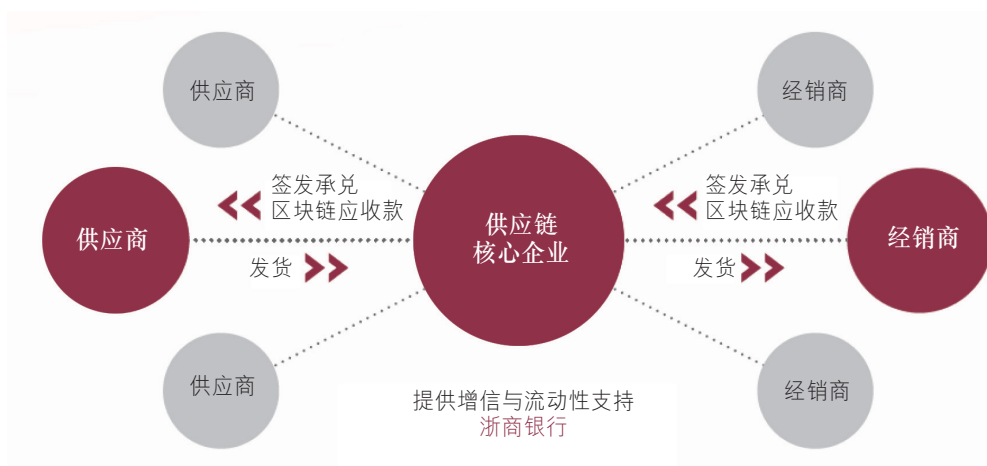 供应商
经销商
签发承兑
区块链应收款
签发承兑
区块链应收款
供应商
供应链
核心企业
经销商
发货
发货
供应商
经销商
提供增信与流动性支持
浙商银行